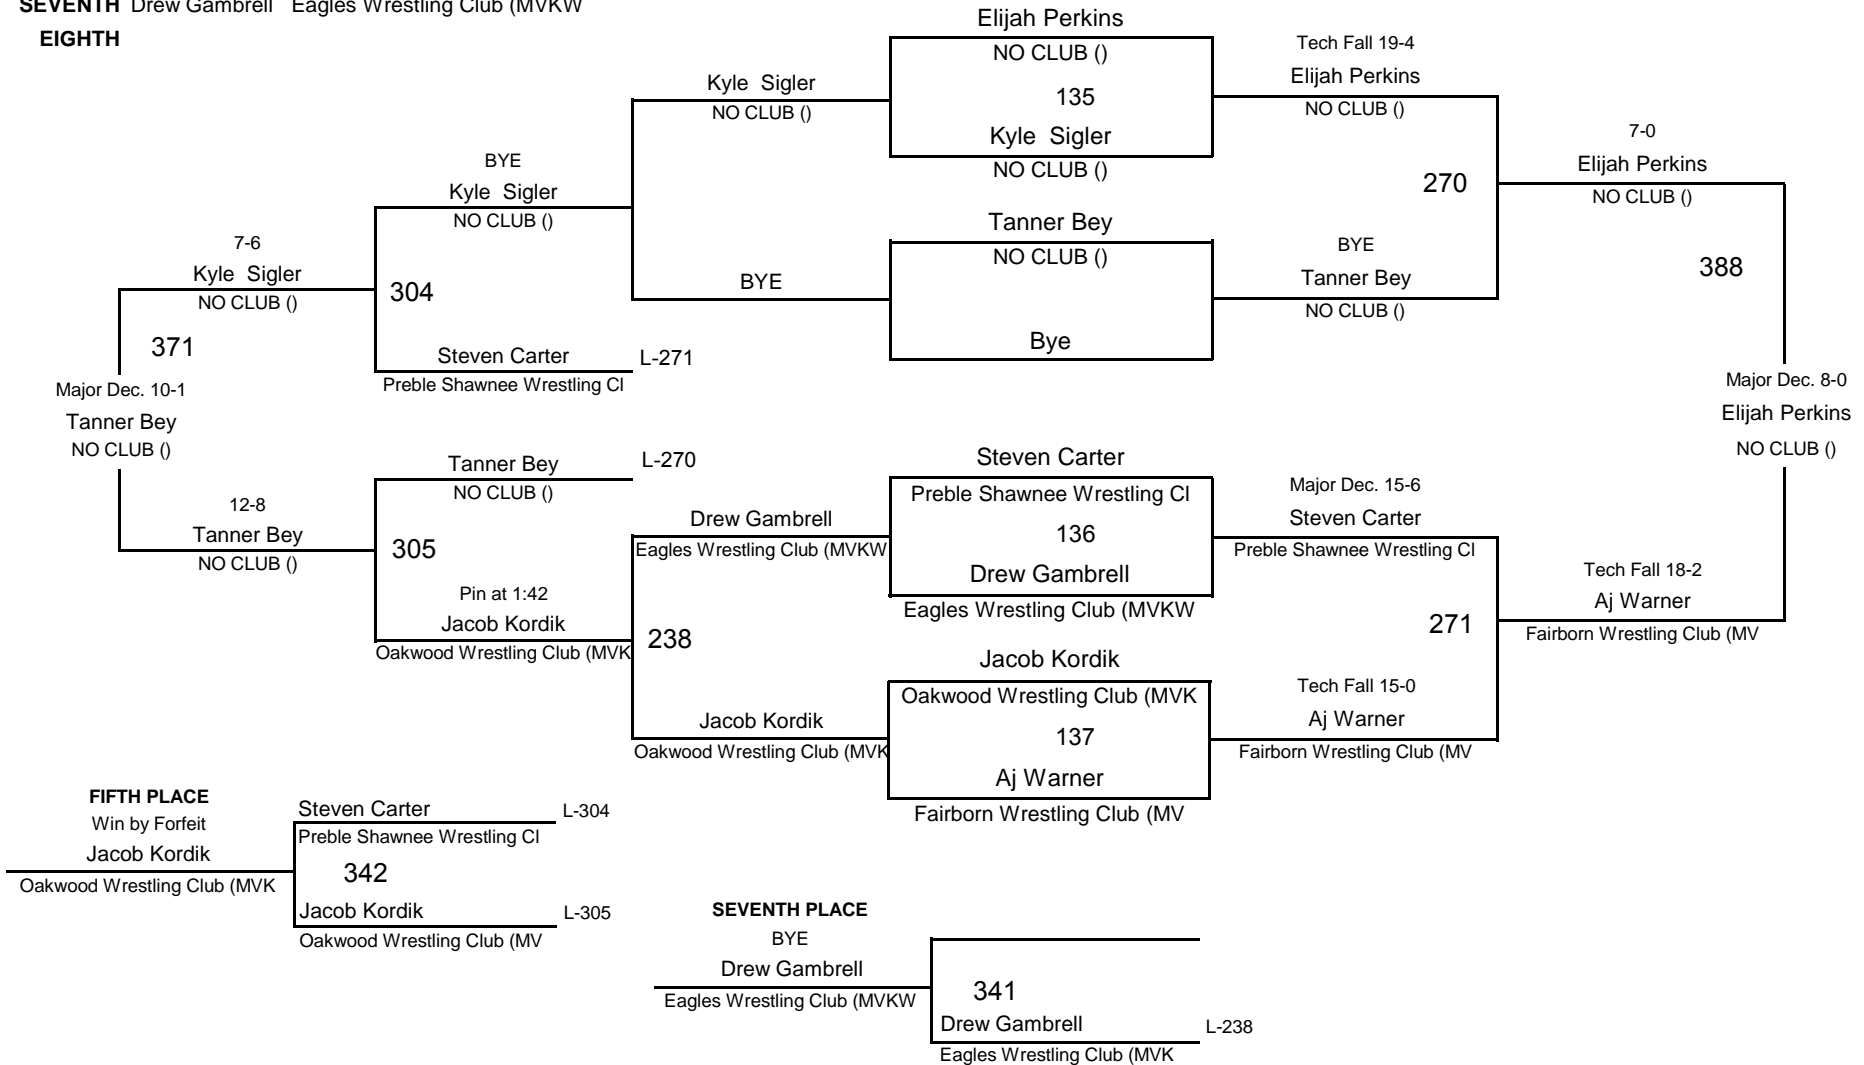 SEVENTH Drew Gambrell Eagles Wrestling Club (MVKW
EIGHTH
Elijah Perkins
NO CLUB ()
135
Kyle Sigler
NO CLUB ()
Tanner Bey
NO CLUB ()
Bye
Steven Carter
Preble Shawnee Wrestling Cl
136
Drew Gambrell
Eagles Wrestling Club (MVKW
Jacob Kordik
Oakwood Wrestling Club (MVK
137
Aj Warner
Fairborn Wrestling Club (MV
Tech Fall 19-4
Elijah Perkins
NO CLUB ()
270
BYE
Tanner Bey
NO CLUB ()
Major Dec. 15-6
Steven Carter
Preble Shawnee Wrestling Cl
271
Tech Fall 15-0
Aj Warner
Fairborn Wrestling Club (MV
7-0
Elijah Perkins
NO CLUB ()
388
Tech Fall 18-2
Aj Warner
Fairborn Wrestling Club (MV
Major Dec. 8-0
Elijah Perkins
NO CLUB ()
Kyle Sigler
NO CLUB ()
BYE
Drew Gambrell
Eagles Wrestling Club (MVKW
238
Jacob Kordik
Oakwood Wrestling Club (MVK
BYE
Kyle Sigler
NO CLUB ()
304
Steven Carter
L-271
Preble Shawnee Wrestling Cl
Tanner Bey
L-270
NO CLUB ()
305
Pin at 1:42
Jacob Kordik
Oakwood Wrestling Club (MVK
7-6
Kyle Sigler
NO CLUB ()
371
12-8
Tanner Bey
NO CLUB ()
Major Dec. 10-1
Tanner Bey
NO CLUB ()
FIFTH PLACE
Win by Forfeit
Jacob Kordik
Oakwood Wrestling Club (MVK
Steven Carter
L-304
Preble Shawnee Wrestling Cl
342
Jacob Kordik
L-305
Oakwood Wrestling Club (MV
SEVENTH PLACE
BYE
Drew Gambrell
Eagles Wrestling Club (MVKW
341
Drew Gambrell
L-238
Eagles Wrestling Club (MVK